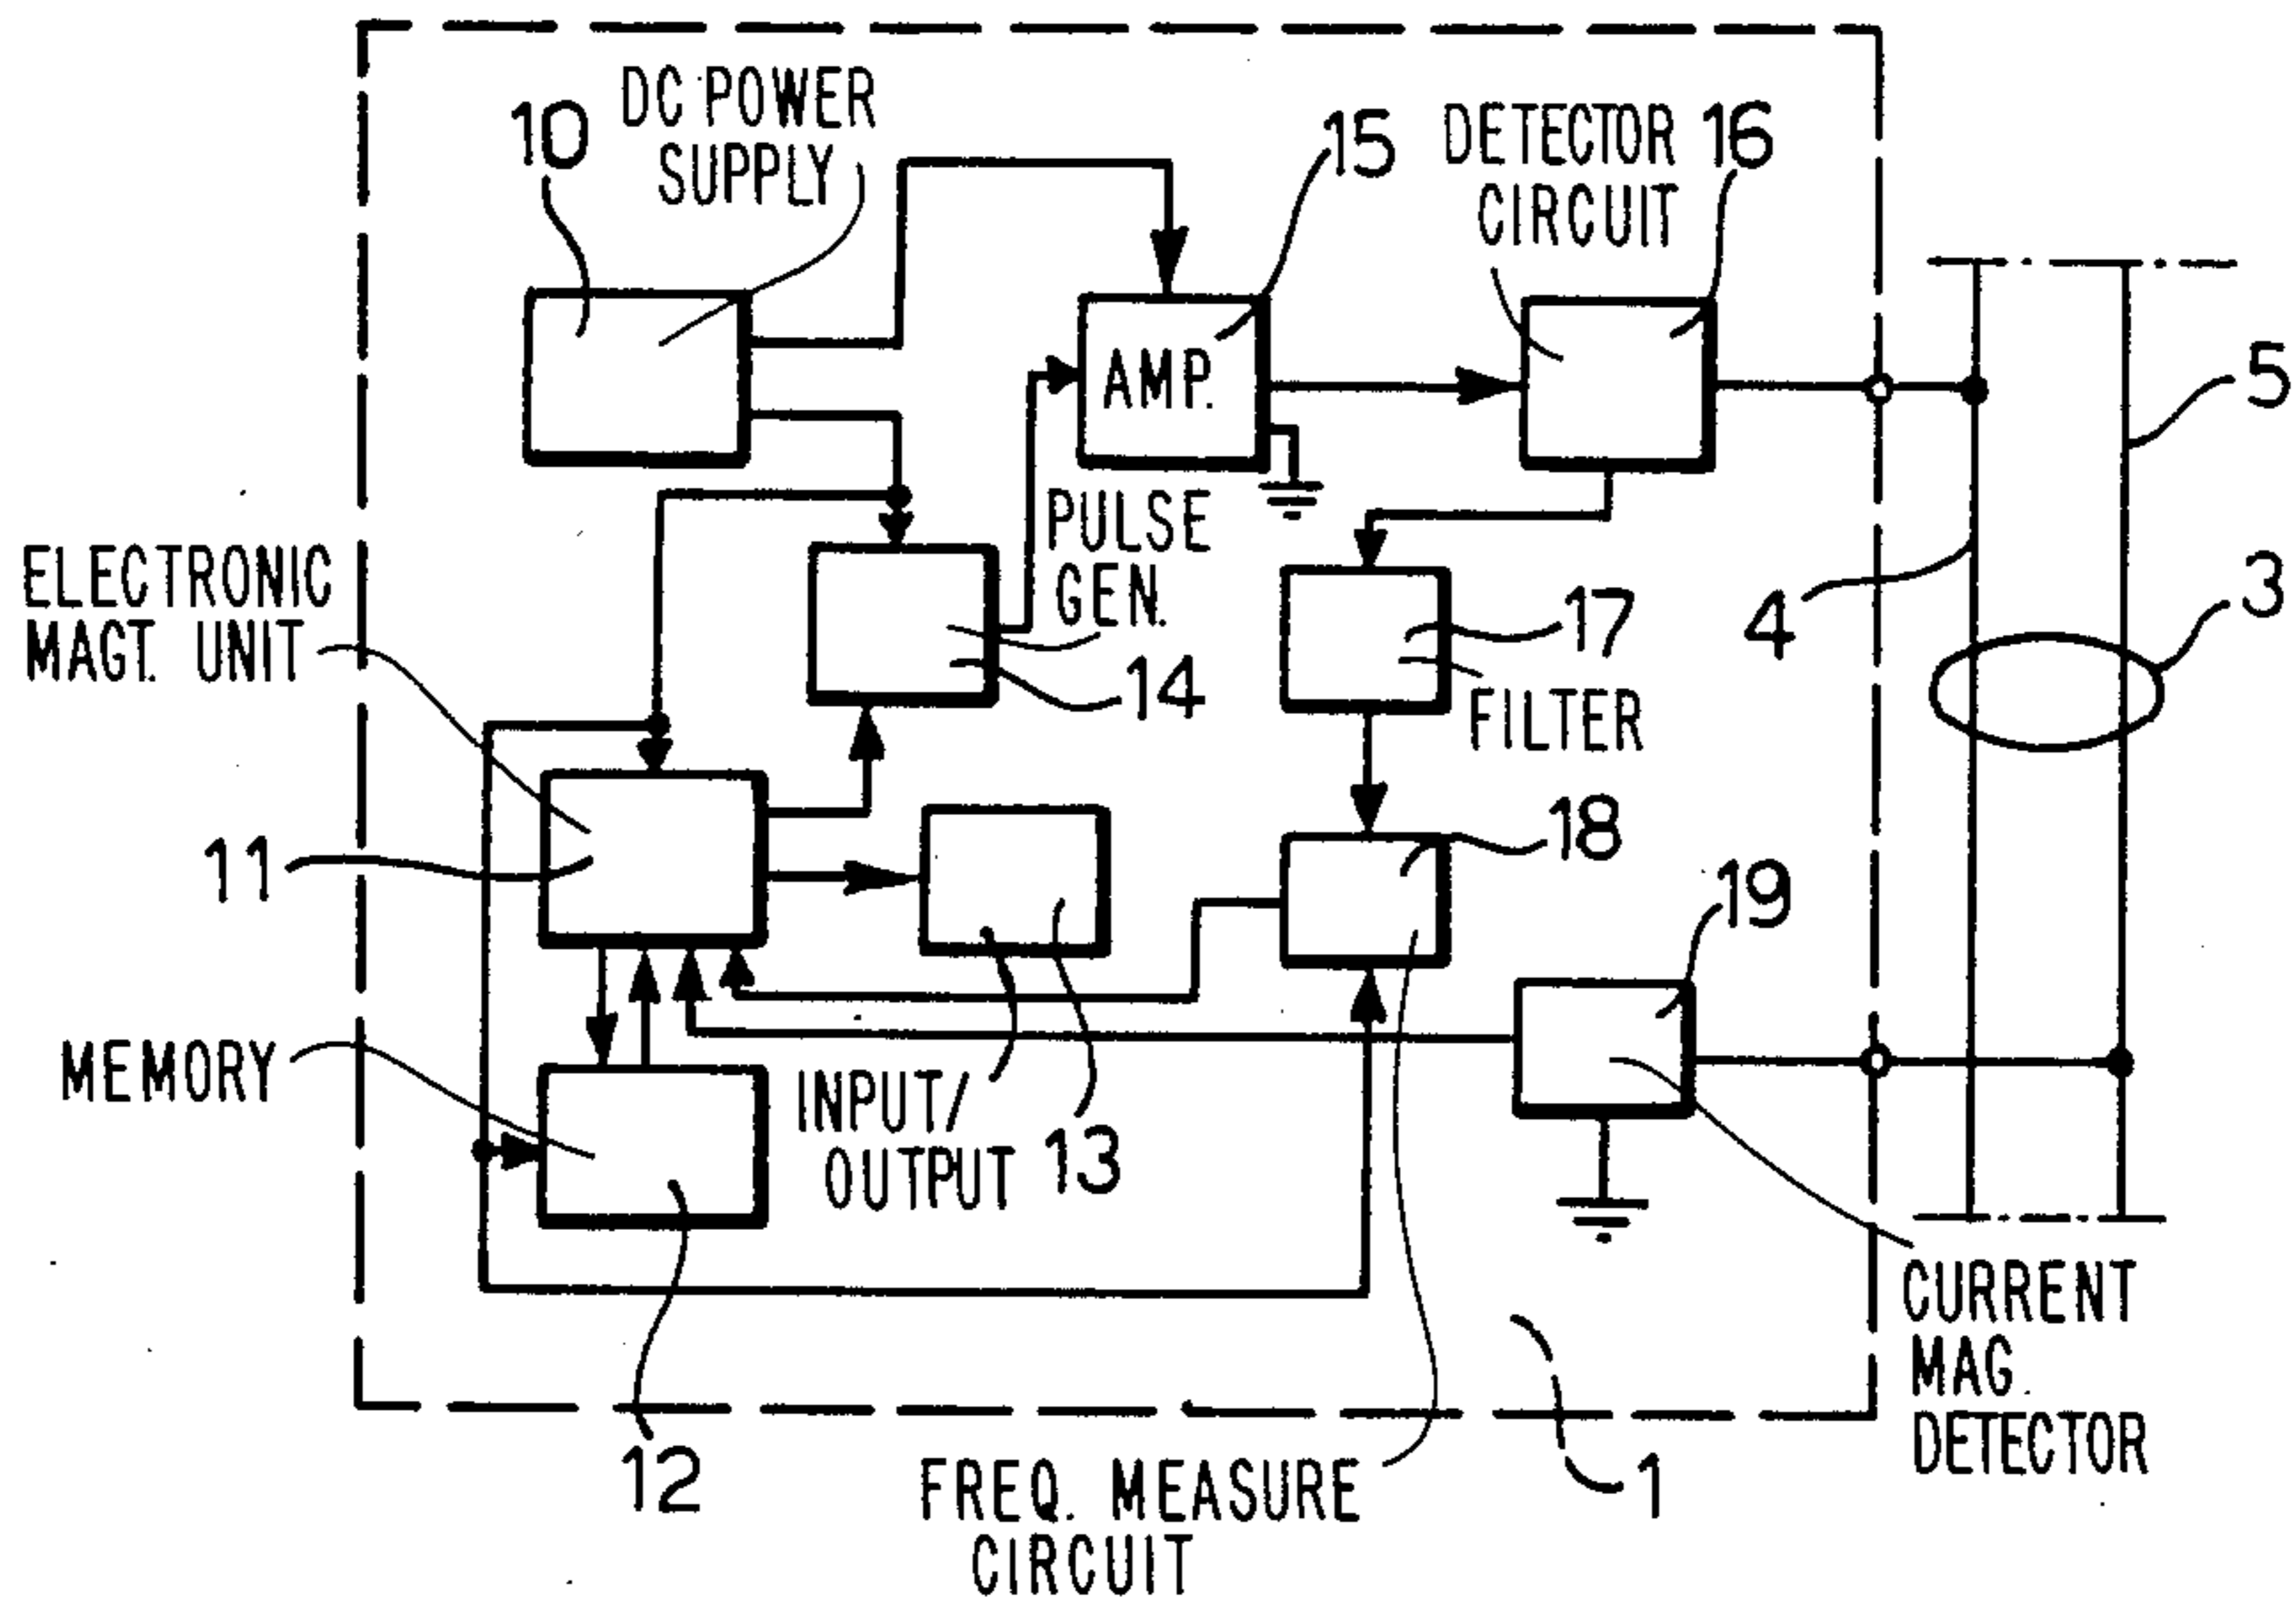 10
DC POWER
SUPPLY
15
DETECTOR
CIRCUIT
16
AMP.
5
ELECTRONIC
MAGT. UNIT
PULSE
GEN.
14
17
FILTER
4
3
11
18
19
MEMORY
INPUT/
OUTPUT
13
12
FREQ. MEASURE
CIRCUIT
1
CURRENT
MAG
DETECTOR